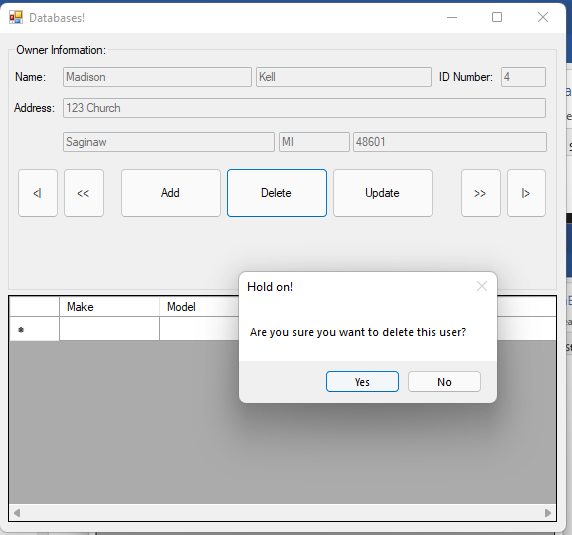 Databases!
Owner Information:
Name: Madison Kell ID Number: 4
Address: 123 Church
Saginaw MI 48601
<| << Add Delete Update >> |>
Hold on!
Make Model
Are you sure you want to delete this user?
Yes No